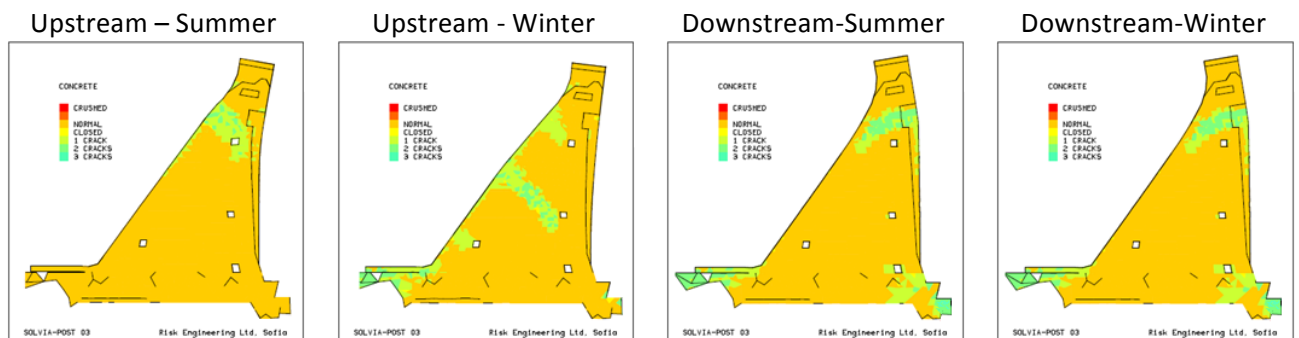 Upstream – Summer
CONCRETE
CRUSHED
NORMAL
CLOSED
1 CRACK
2 CRACKS
3 CRACKS
SOLVIA-POST 03 Risk Engineering Ltd. Sofia
Upstream - Winter
CONCRETE
CRUSHED
NORMAL
CLOSED
1 CRACK
2 CRACKS
3 CRACKS
SOLVIA-POST 03 Risk Engineering Ltd. Sofia
Downstream-Summer
CONCRETE
CRUSHED
NORMAL
CLOSED
1 CRACK
2 CRACKS
3 CRACKS
SOLVIA-POST 03 Risk Engineering Ltd. Sofia
Downstream-Winter
CONCRETE
CRUSHED
NORMAL
CLOSED
1 CRACK
2 CRACKS
3 CRACKS
SOLVIA-POST 03 Risk Engineering Ltd. Sofia